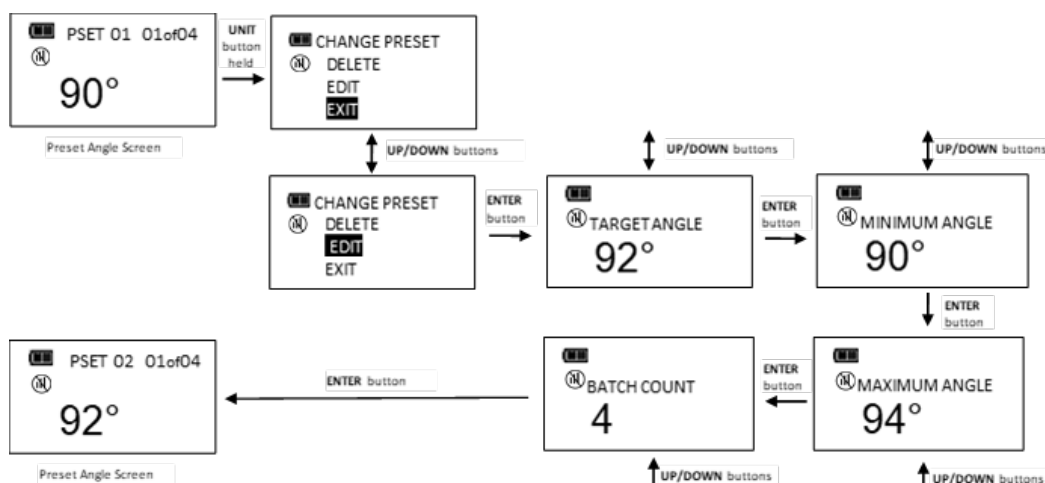 PSET 01 01of04
90°
Preset Angle Screen
UNIT
button
held
CHANGE PRESET
DELETE
EDIT
EXIT
UP/DOWN buttons
UP/DOWN buttons
UP/DOWN buttons
CHANGE PRESET
DELETE
EDIT
EXIT
ENTER
button
TARGET ANGLE
92°
ENTER
button
MINIMUM ANGLE
90°
ENTER
button
PSET 02 01of04
92°
Preset Angle Screen
ENTER button
BATCH COUNT
4
ENTER
button
MAXIMUM ANGLE
94°
UP/DOWN buttons
UP/DOWN buttons